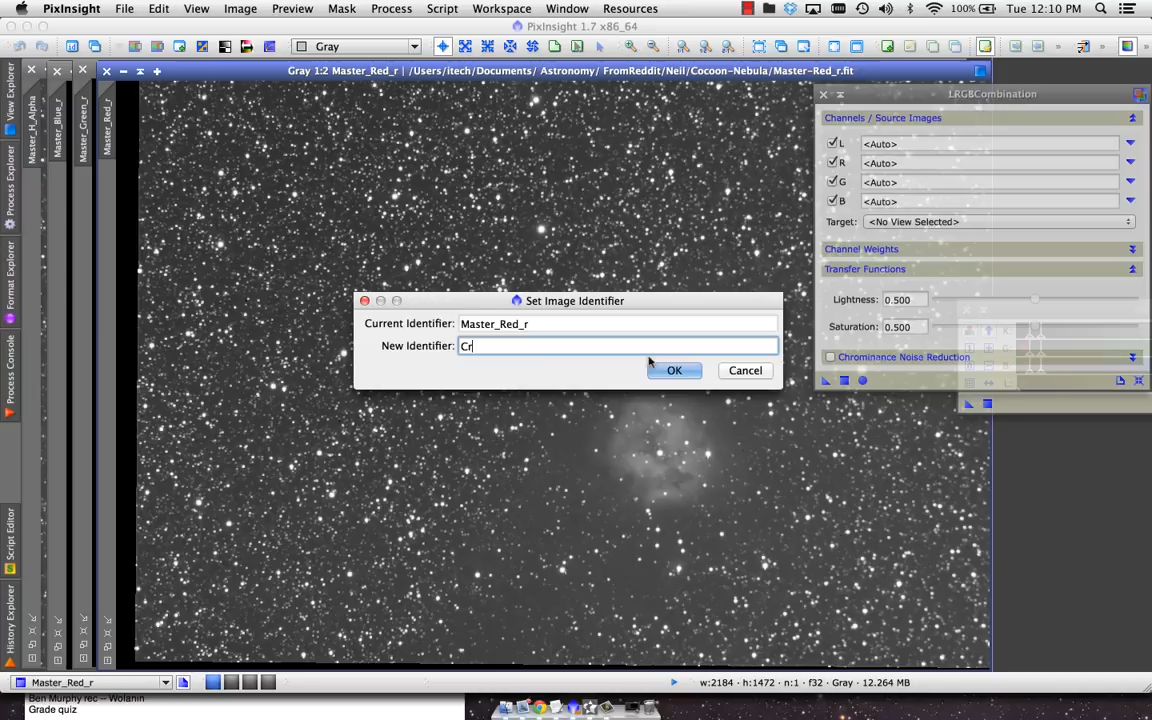 PixInsight File Edit View Image Preview Mask Process Script Workspace Window Resources 100% Tue 12:10 PM
PixInsight 1.7 x86_64
Gray
Gray 1:2 Master_Red_r | /Users/itech/Documents/ Astronomy/ FromReddit/Neil/Cocoon-Nebula/Master-Red_r.fit
View Explorer
Process Explorer
Format Explorer
Process Console
Script Editor
History Explorer
Master_H_Alpha
Master_Blue_r
Master_Green_r
Master_Red_r
LRGBCombination
Channels / Source Images
L <Auto>
R <Auto>
G <Auto>
B <Auto>
Target: <No View Selected>
Channel Weights
Transfer Functions
Lightness: 0.500
Saturation: 0.500
Chrominance Noise Reduction
Set Image Identifier
Current Identifier: Master_Red_r
New Identifier: Cr
OK Cancel
Master_Red_r
w:2184 · h:1472 · n:1 · f32 · Gray · 12.264 MB
Ben Murphy rec -- Wolanin
Grade quiz